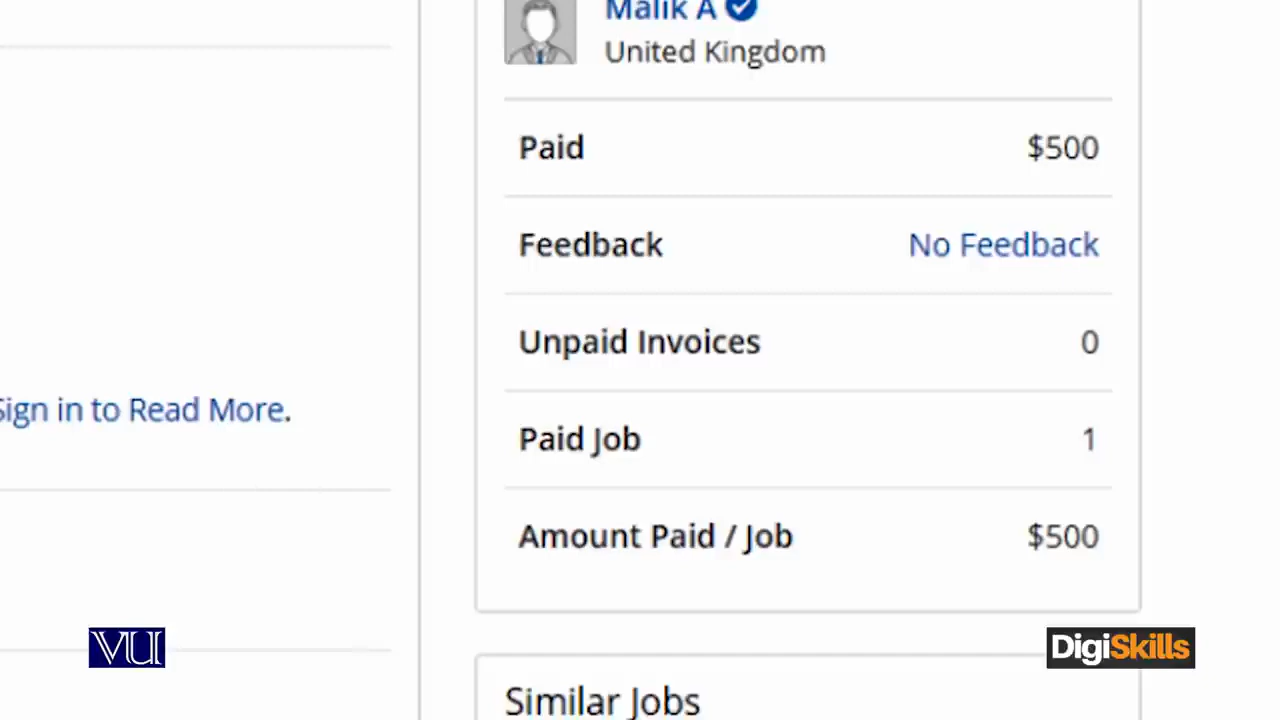 Malik A
United Kingdom
Paid $500
Feedback No Feedback
Unpaid Invoices 0
Sign in to Read More.
Paid Job 1
Amount Paid / Job $500
VU
DigiSkills
Similar Jobs